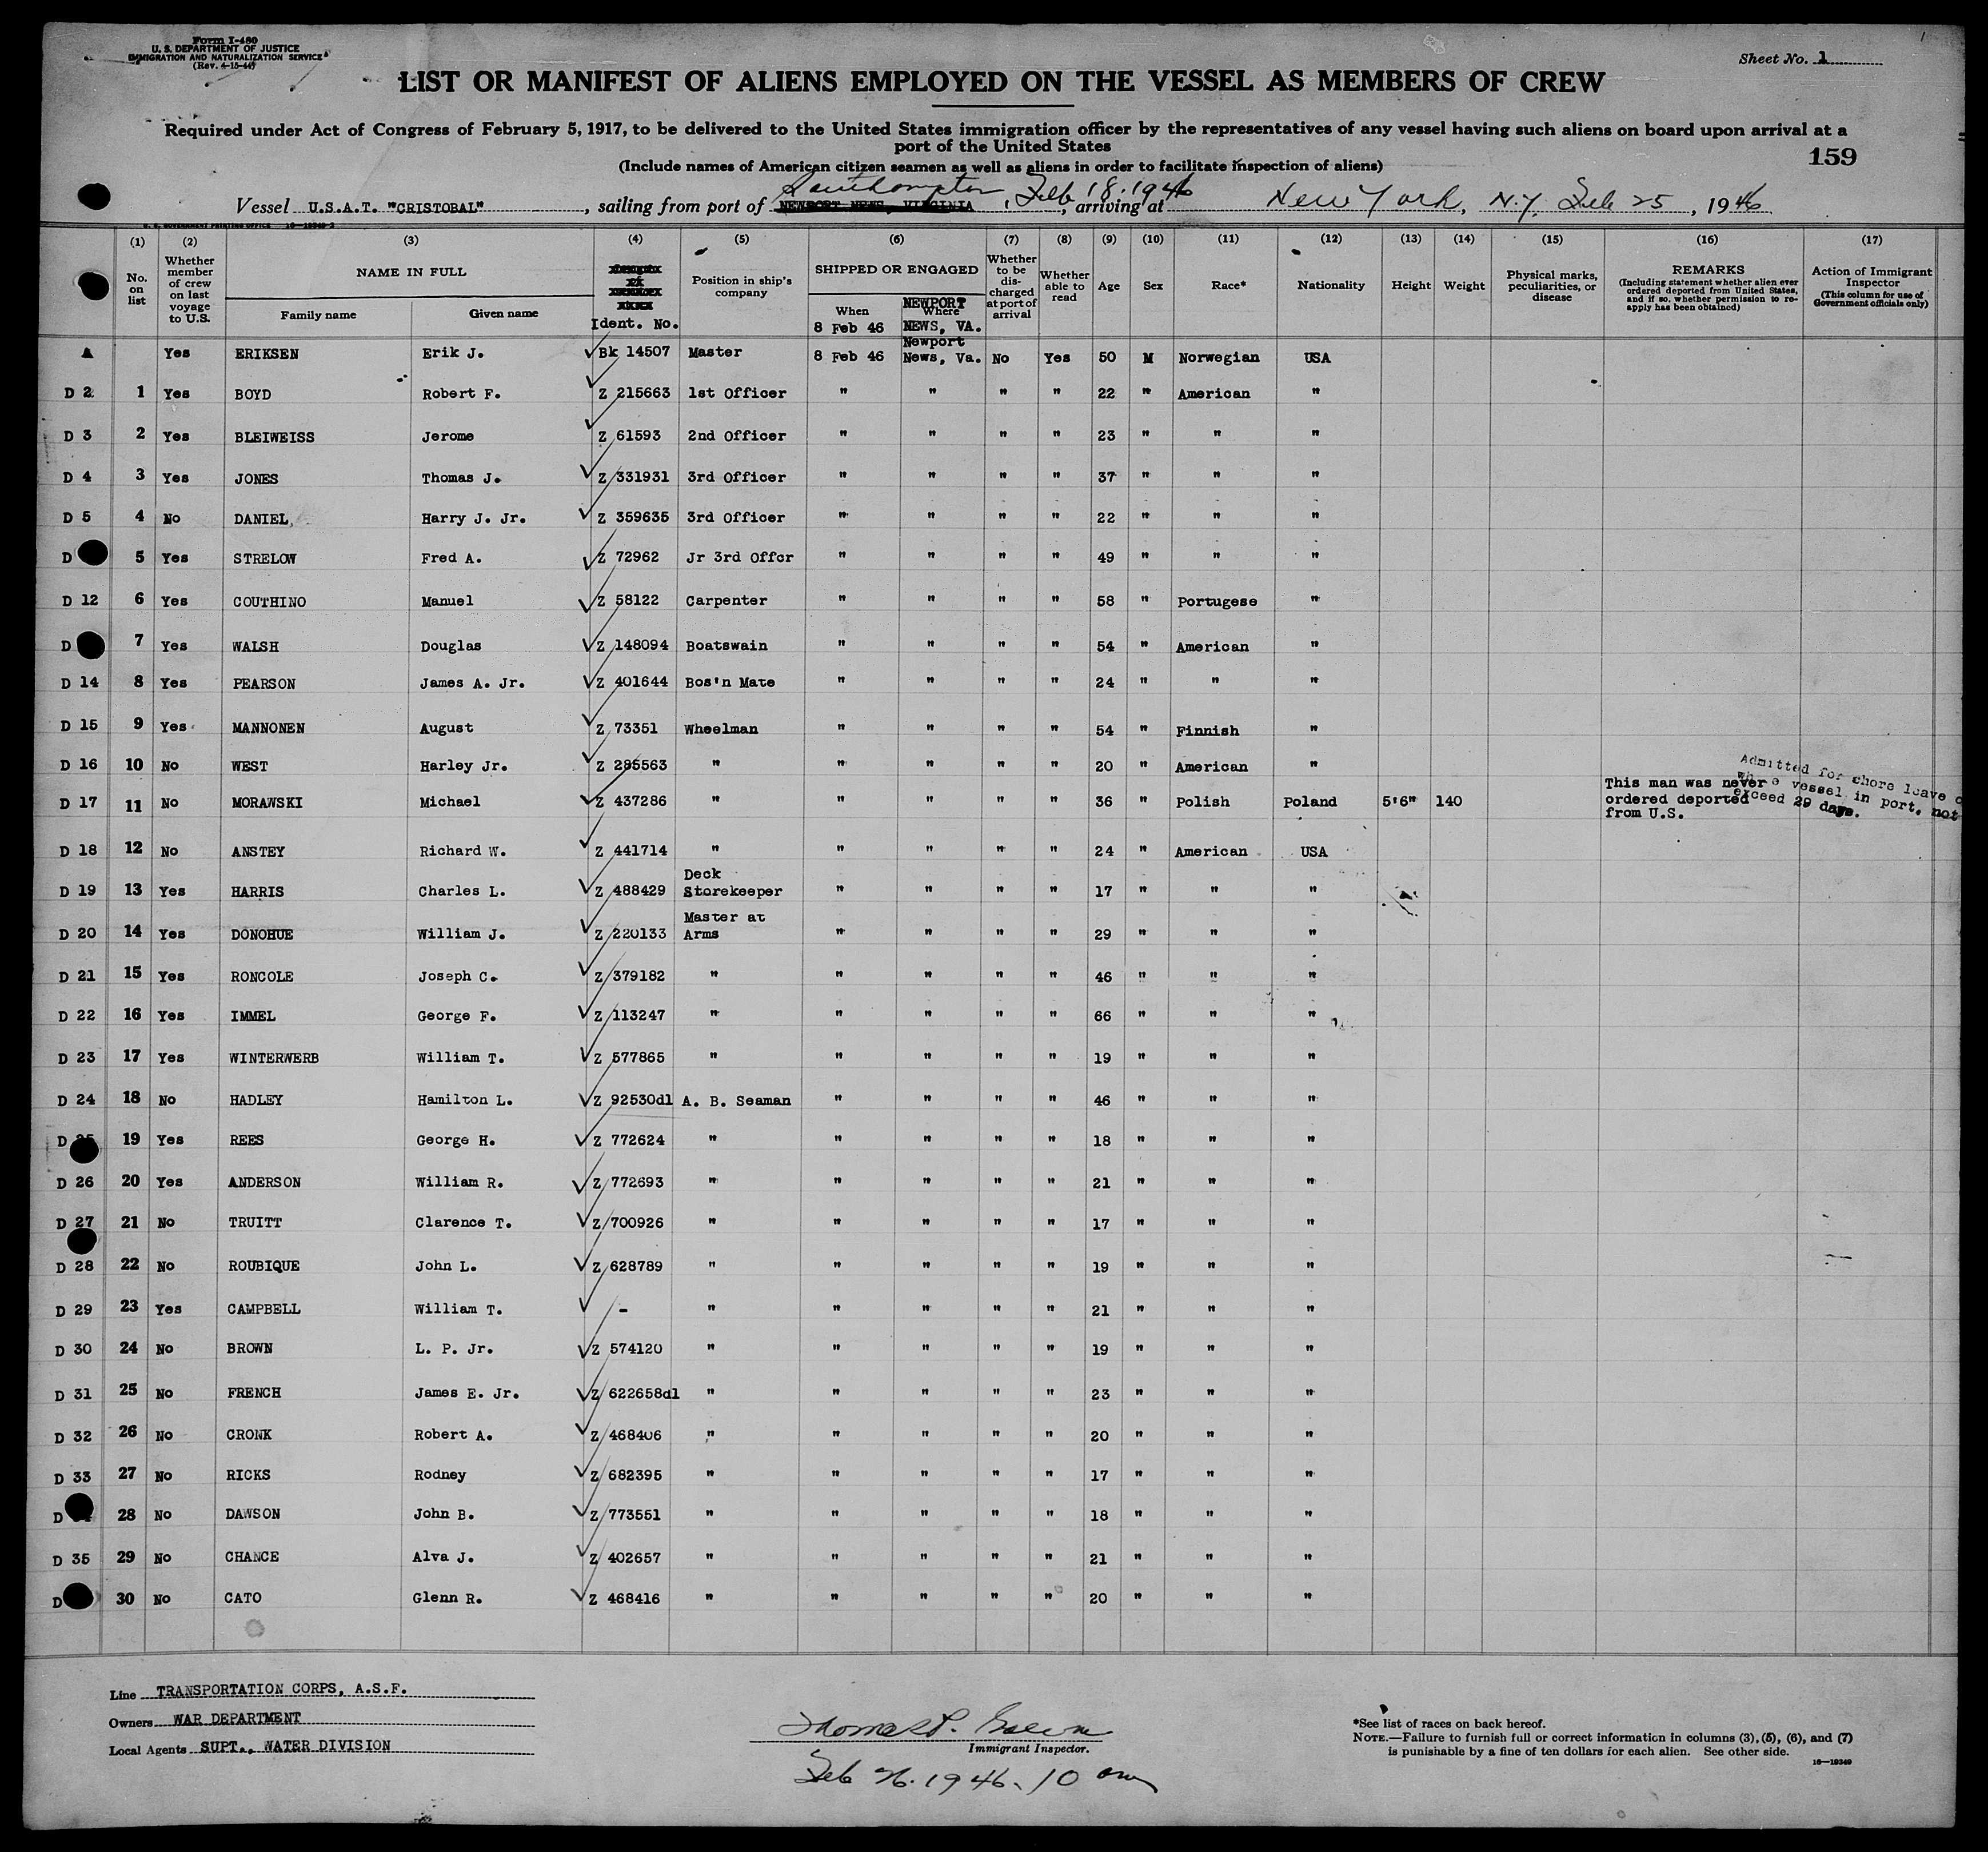 Form I-480
U. S. DEPARTMENT OF JUSTICE
IMMIGRATION AND NATURALIZATION SERVICE
(Rev. 4-15-44)
Sheet No. 1
LIST OR MANIFEST OF ALIENS EMPLOYED ON THE VESSEL AS MEMBERS OF CREW
Required under Act of Congress of February 5, 1917, to be delivered to the United States immigration officer by the representatives of any vessel having such aliens on board upon arrival at a
port of the United States
(Include names of American citizen seamen as well as aliens in order to facilitate inspection of aliens)
159
Vessel U.S.A.T. "CRISTOBAL", sailing from port of NEWPORT NEWS, VIRGINIA Southampton, Feb 18, 1946, arriving at New York, N.Y. Feb 25, 1946
U. S. GOVERNMENT PRINTING OFFICE 16-19349-2
(1) (2) (3) (4) (5) (6) (7) (8) (9) (10) (11) (12) (13) (14) (15) (16) (17)
No. on list
Whether member of crew on last voyage to U.S.
NAME IN FULL
Family name Given name
Ident. No.
Position in ship's company
SHIPPED OR ENGAGED
When 8 Feb 46
Where NEWPORT NEWS, VA.
Whether to be discharged at port of arrival
Whether able to read
Age
Sex
Race*
Nationality
Height
Weight
Physical marks, peculiarities, or disease
REMARKS
(Including statement whether alien ever ordered deported from United States, and if so, whether permission to re-apply has been obtained)
Action of Immigrant Inspector
(This column for use of Government officials only)
A Yes ERIKSEN Erik J. Bk 14507 Master 8 Feb 46 Newport News, Va. No Yes 50 M Norwegian USA
D 2 1 Yes BOYD Robert F. Z 215663 1st Officer " " " " 22 " American "
D 3 2 Yes BLEIWEISS Jerome Z 61593 2nd Officer " " " " 23 " " "
D 4 3 Yes JONES Thomas J. Z 331931 3rd Officer " " " " 37 " " "
D 5 4 No DANIEL, Harry J. Jr. Z 359635 3rd Officer " " " " 22 " " "
D 5 Yes STRELOW Fred A. Z 72962 Jr 3rd Offcr " " " " 49 " " "
D 12 6 Yes COUTHINO Manuel Z 58122 Carpenter " " " " 58 " Portugese "
D 7 Yes WALSH Douglas Z 148094 Boatswain " " " " 54 " American "
D 14 8 Yes PEARSON James A. Jr. Z 401644 Bos'n Mate " " " " 24 " " "
D 15 9 Yes MANNONEN August Z 73351 Wheelman " " " " 54 " Finnish "
D 16 10 No WEST Harley Jr. Z 285563 " " " " " 20 " American "
D 17 11 No MORAWSKI Michael Z 437286 " " " " " 36 " Polish Poland 5'6" 140 This man was never ordered deported from U.S.
Admitted for shore leave
while vessel in port, not
exceed 29 days.
D 18 12 No ANSTEY Richard W. Z 441714 " " " " " 24 " American USA
D 19 13 Yes HARRIS Charles L. Z 488429 Deck Storekeeper " " " " 17 " " "
D 20 14 Yes DONOHUE William J. Z 220133 Master at Arms " " " " 29 " " "
D 21 15 Yes RONCOLE Joseph C. Z 379182 " " " " " 46 " " "
D 22 16 Yes IMMEL George F. Z 113247 " " " " " 66 " " "
D 23 17 Yes WINTERWERB William T. Z 577865 " " " " " 19 " " "
D 24 18 No HADLEY Hamilton L. Z 92530d1 A. B. Seaman " " " " 46 " " "
D 25 19 Yes REES George H. Z 772624 " " " " " 18 " " "
D 26 20 Yes ANDERSON William R. Z 772693 " " " " " 21 " " "
D 27 21 No TRUITT Clarence T. Z 700926 " " " " " 17 " " "
D 28 22 No ROUBIQUE John L. Z 628789 " " " " " 19 " " "
D 29 23 Yes CAMPBELL William T. - " " " " " 21 " " "
D 30 24 No BROWN L. P. Jr. Z 574120 " " " " " 19 " " "
D 31 25 No FRENCH James E. Jr. Z 622658d1 " " " " " 23 " " "
D 32 26 No CRONK Robert A. Z 468406 " " " " " 20 " " "
D 33 27 No RICKS Rodney Z 682395 " " " " " 17 " " "
D 28 No DAWSON John B. Z 773551 " " " " " 18 " " "
D 35 29 No CHANCE Alva J. Z 402657 " " " " " 21 " " "
D 30 No CATO Glenn R. Z 468416 " " " " " 20 " " "
Line TRANSPORTATION CORPS, A.S.F.
Owners WAR DEPARTMENT
Local Agents SUPT., WATER DIVISION
Thomas P.
Immigrant Inspector.
Feb 26. 1946. 10 am
*See list of races on back hereof.
NOTE.—Failure to furnish full or correct information in columns (3), (5), (6), and (7)
is punishable by a fine of ten dollars for each alien. See other side.
16—19349